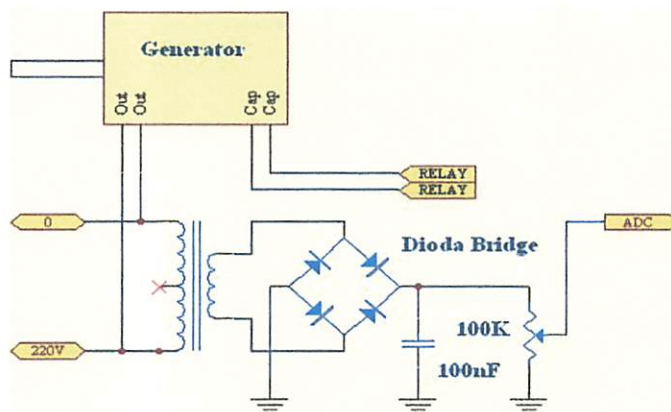 Generator
Out
Out
Cap
Cap
RELAY
RELAY
0
220V
Dioda Bridge
ADC
100K
100nF